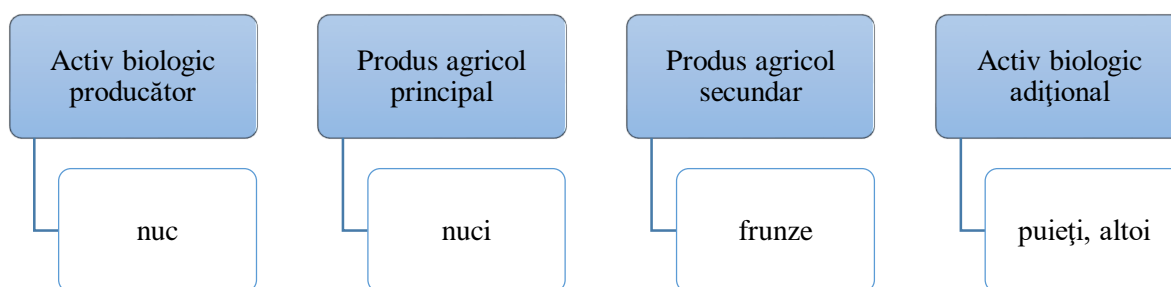 Activ biologic
producător
Produs agricol
principal
Produs agricol
secundar
Activ biologic
adiţional
nuc
nuci
frunze
puieţi, altoi